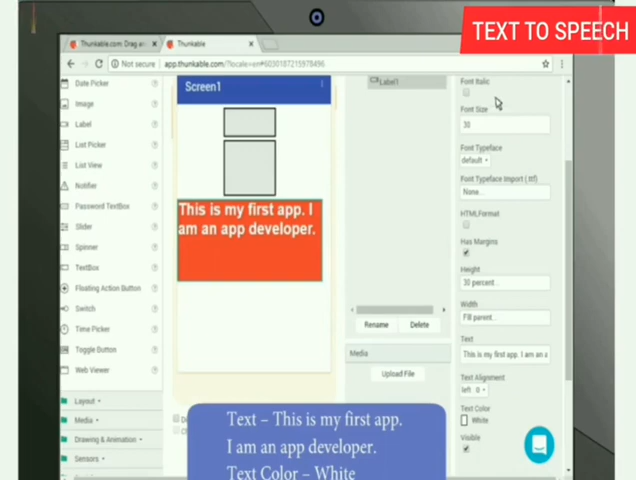 TEXT TO SPEECH
Thunkable.com: Drag an
Thunkable
Not secure
app.thunkable.com/?locale=en#6030187215978496
Date Picker
Image
Label
List Picker
List View
Notifier
Password TextBox
Slider
Spinner
TextBox
Floating Action Button
Switch
Time Picker
Toggle Button
Web Viewer
Layout
Media
Drawing & Animation
Sensors
Screen1
This is my first app. I
am an app developer.
Label1
Rename
Delete
Media
Upload File
Font Italic
Font Size
30
Font Typeface
default
Font Typeface Import (.ttf)
None...
HTMLFormat
Has Margins
Height
30 percent...
Width
Fill parent...
Text
This is my first app. I am an a
Text Alignment
left : 0
Text Color
White
Visible
Text – This is my first app.
I am an app developer.
Text Color – White